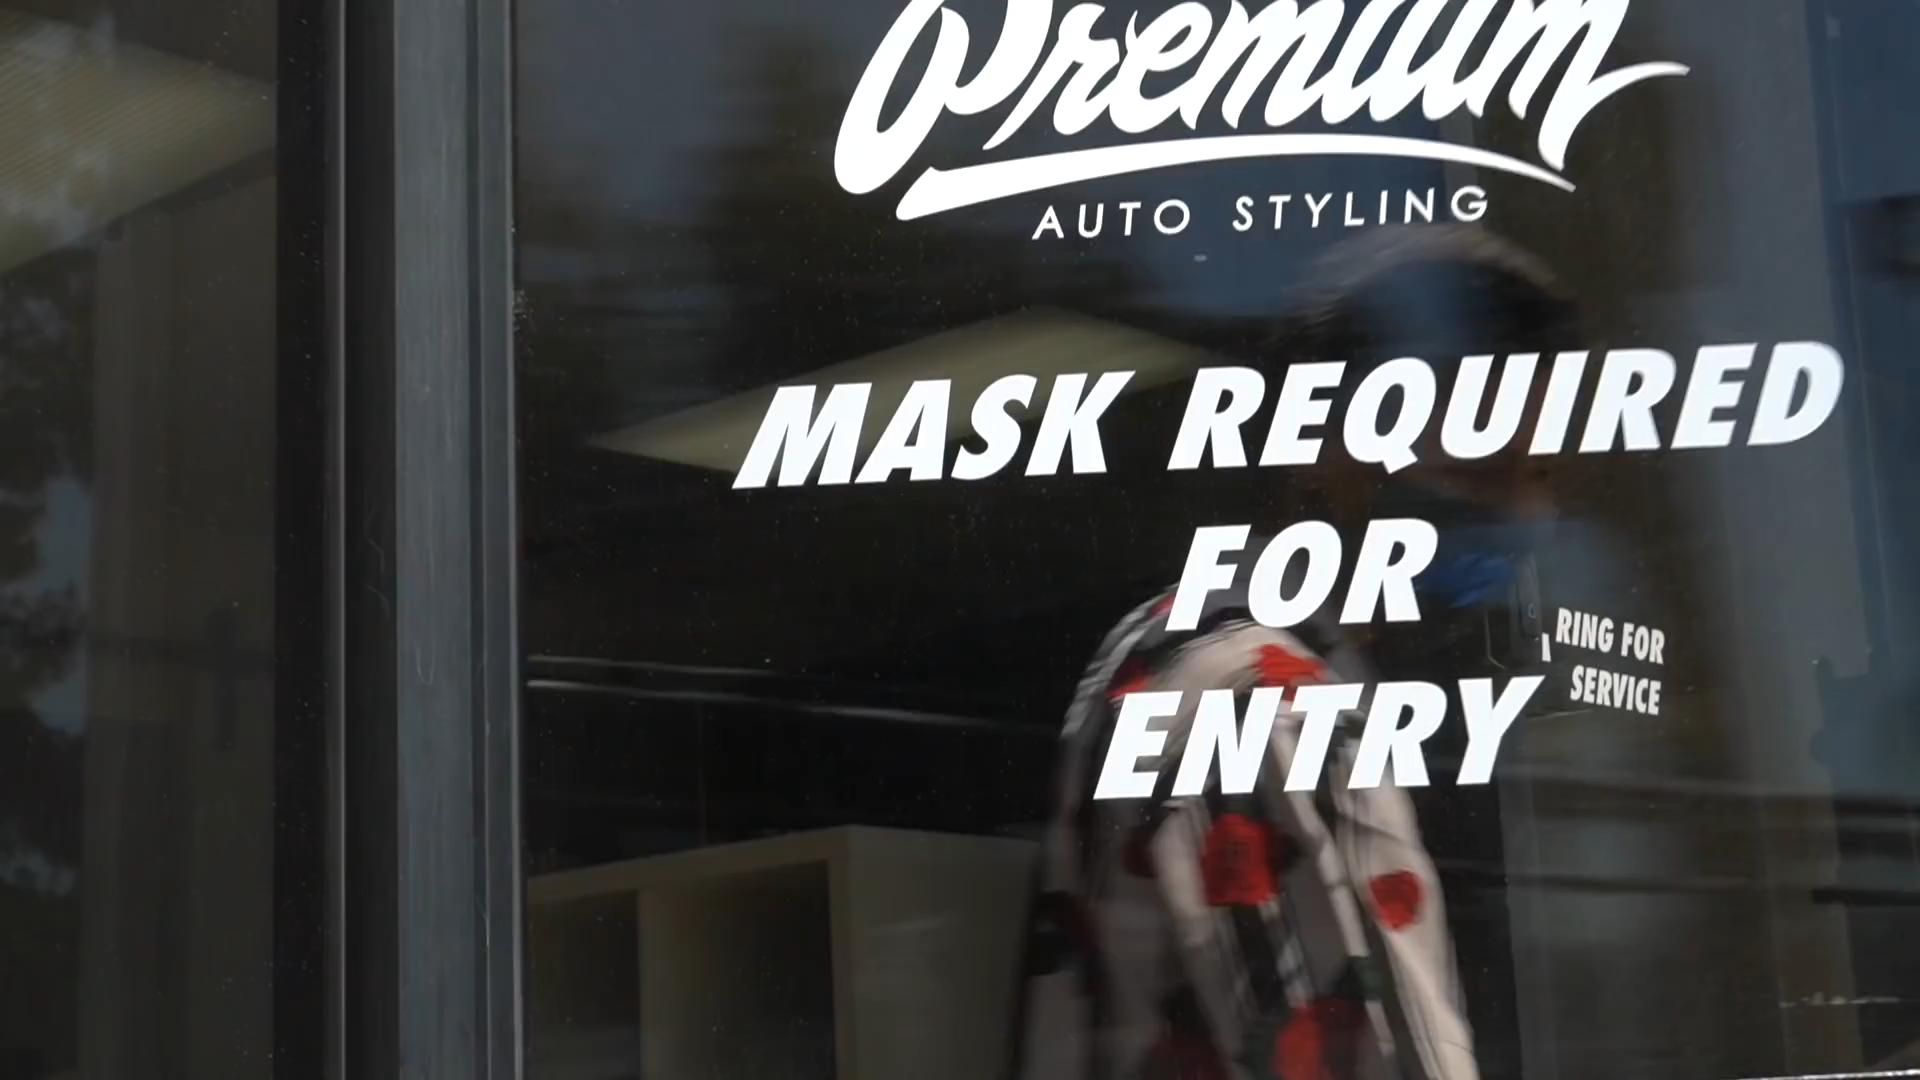 Premium
AUTO STYLING
MASK REQUIRED
FOR
ENTRY
RING FOR
SERVICE